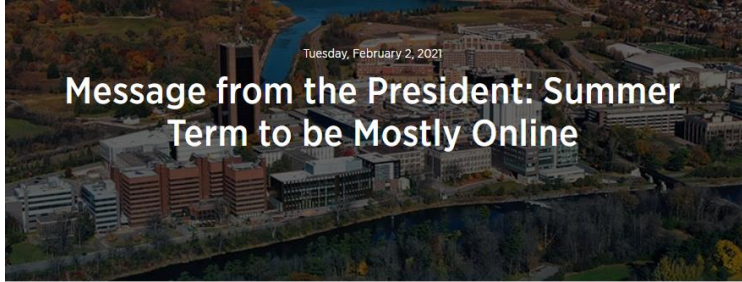 Tuesday, February 2, 2021
Message from the President: Summer
Term to be Mostly Online